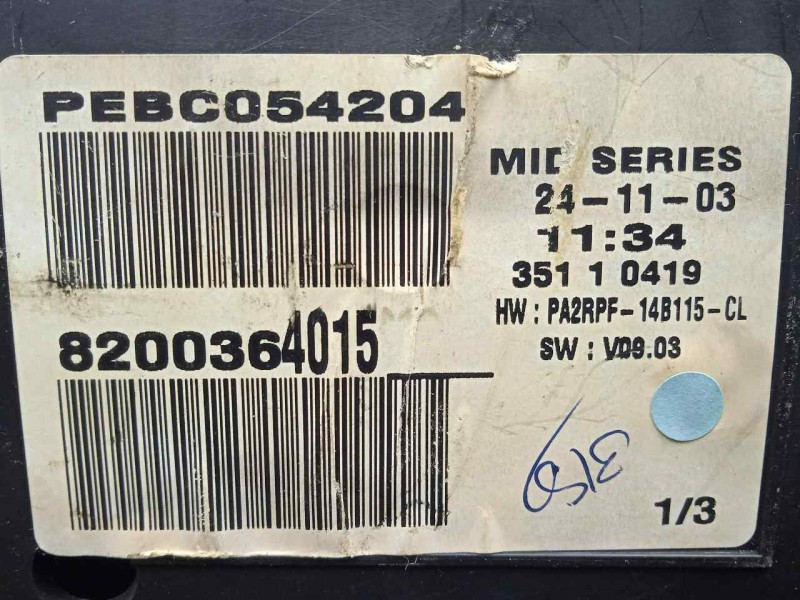 PEBC054204
8200364015
MID SERIES
24-11-03
11:34
351 1 0419
HW : PA2RPF-14B115-CL
SW : V09.03
1/3